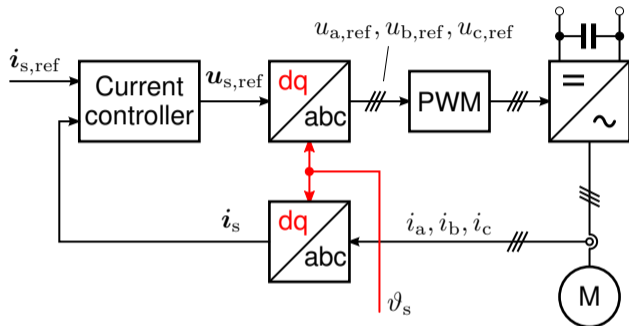 u_a,ref, u_b,ref, u_c,ref
i_s,ref
Current
controller
u_s,ref
dq
abc
PWM
=
~
i_s
dq
abc
i_a, i_b, i_c
M
ϑ_s